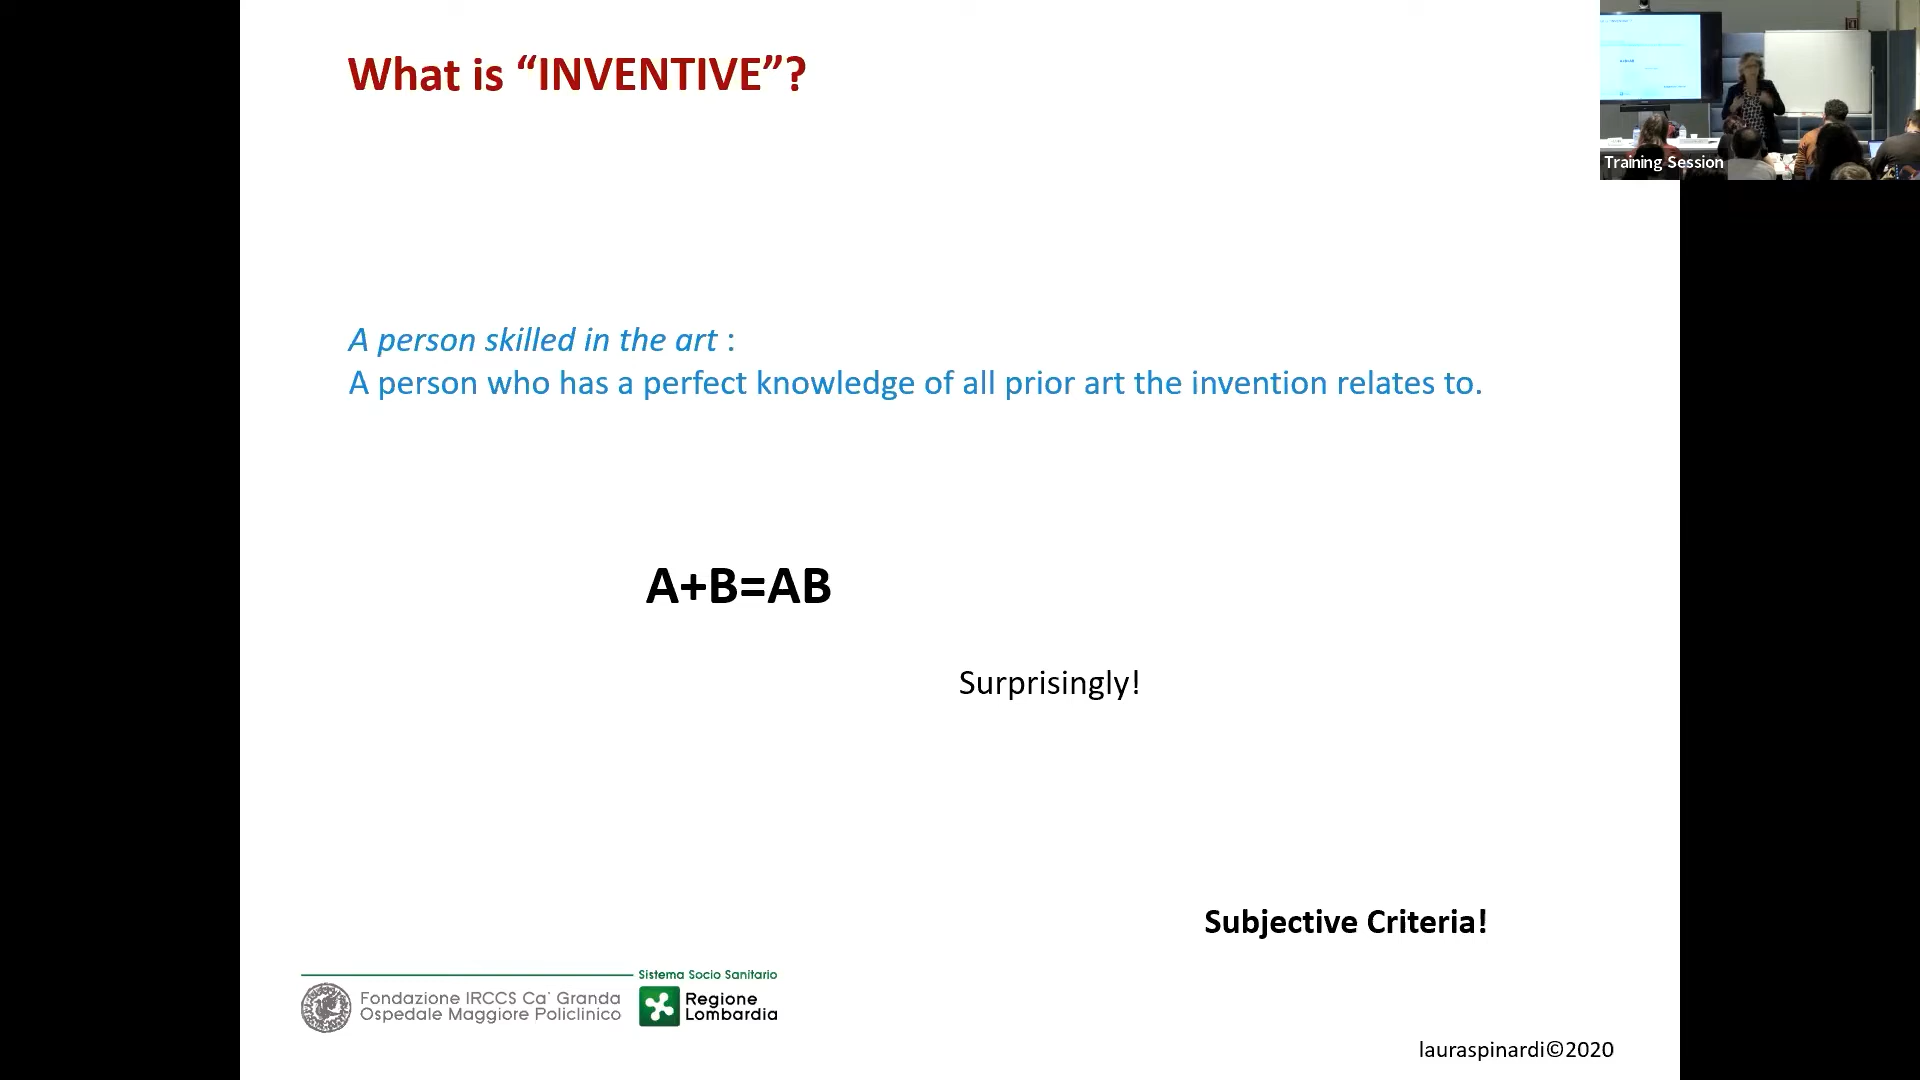 What is “INVENTIVE”?
Training Session
A person skilled in the art :
A person who has a perfect knowledge of all prior art the invention relates to.
A+B=AB
Surprisingly!
Subjective Criteria!
Sistema Socio Sanitario
Fondazione IRCCS Ca' Granda
Ospedale Maggiore Policlinico
Regione
Lombardia
lauraspinardi©2020